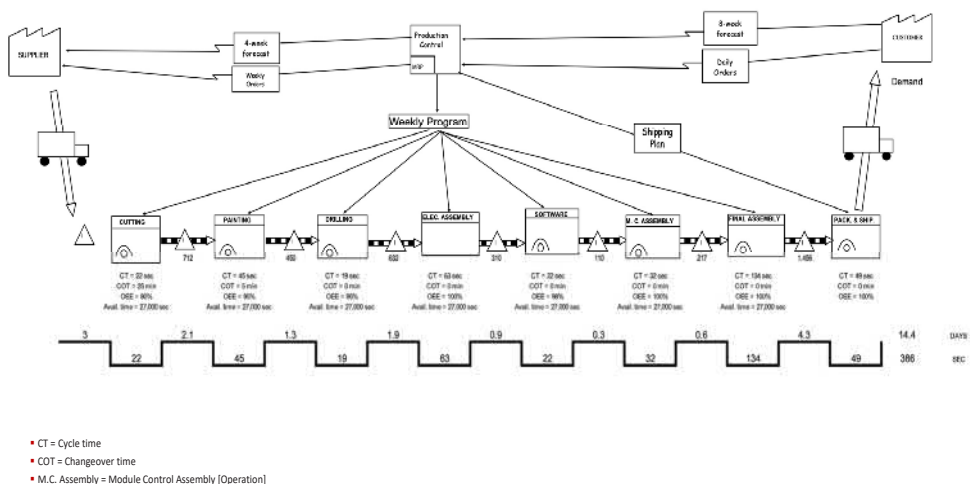 SUPPLIER
4-week
forecast
Weekly
Orders
Production
Control
MRP
8-week
forecast
Daily
Orders
CUSTOMER
Demand
Weekly Program
Shipping
Plan
CUTTING
PAINTING
DRILLING
ELEC. ASSEMBLY
SOFTWARE
M. C. ASSEMBLY
FINAL ASSEMBLY
PACK. & SHIP.
712
310
110
217
CT = 22 sec
COT = 25 min
OEE = 90%
Avail. time = 27,000 sec
CT = 45 sec
COT = 5 min
OEE = 90%
Avail. time = 27,000 sec
CT = 19 sec
COT = 0 min
Avail. time = 27,000 sec
CT = 63 sec
COT = 0 min
OEE = 100%
Avail. time = 27,000 sec
CT = 22 sec
COT = 0 min
Avail. time = 27,000 sec
CT = 32 sec
COT = 0 min
OEE = 100%
Avail. time = 27,000 sec
CT = 134 sec
COT = 0 min
OEE = 100%
Avail. time = 27,000 sec
CT = 49 sec
COT = 0 min
OEE = 100%
3 2.1 1.3 1.9 0.9 0.3 0.6 4.3 14.4 DAYS
22 45 19 63 22 32 134 49 386 SEC
▪ CT = Cycle time
▪ COT = Changeover time
▪ M.C. Assembly = Module Control Assembly [Operation]